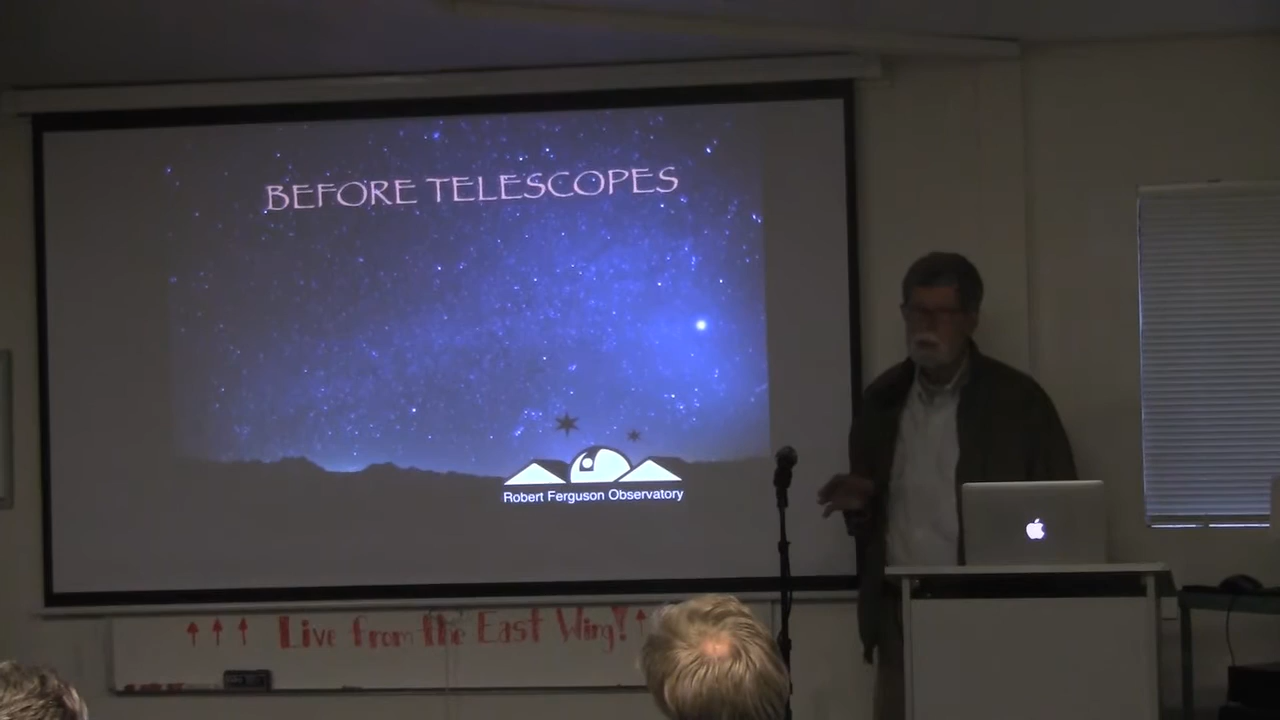 BEFORE TELESCOPES
Robert Ferguson Observatory
Live from the East Wing!